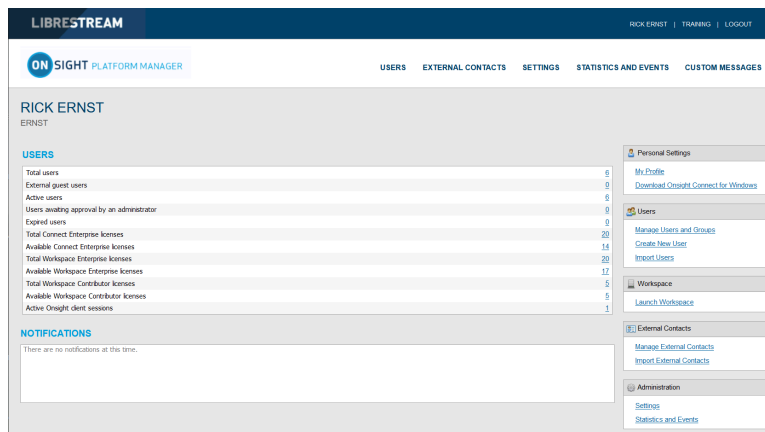 LIBRESTREAM
RICK ERNST | TRAINING | LOGOUT
ON SIGHT PLATFORM MANAGER
USERS EXTERNAL CONTACTS SETTINGS STATISTICS AND EVENTS CUSTOM MESSAGES
RICK ERNST
ERNST
USERS
Total users 6
External guest users 0
Active users 6
Users awaiting approval by an administrator 0
Expired users 0
Total Connect Enterprise licenses 20
Available Connect Enterprise licenses 14
Total Workspace Enterprise licenses 20
Available Workspace Enterprise licenses 17
Total Workspace Contributor licenses 5
Available Workspace Contributor licenses 5
Active Onsight client sessions 1
NOTIFICATIONS
There are no notifications at this time.
Personal Settings
My Profile
Download Onsight Connect for Windows
Users
Manage Users and Groups
Create New User
Import Users
Workspace
Launch Workspace
External Contacts
Manage External Contacts
Import External Contacts
Administration
Settings
Statistics and Events